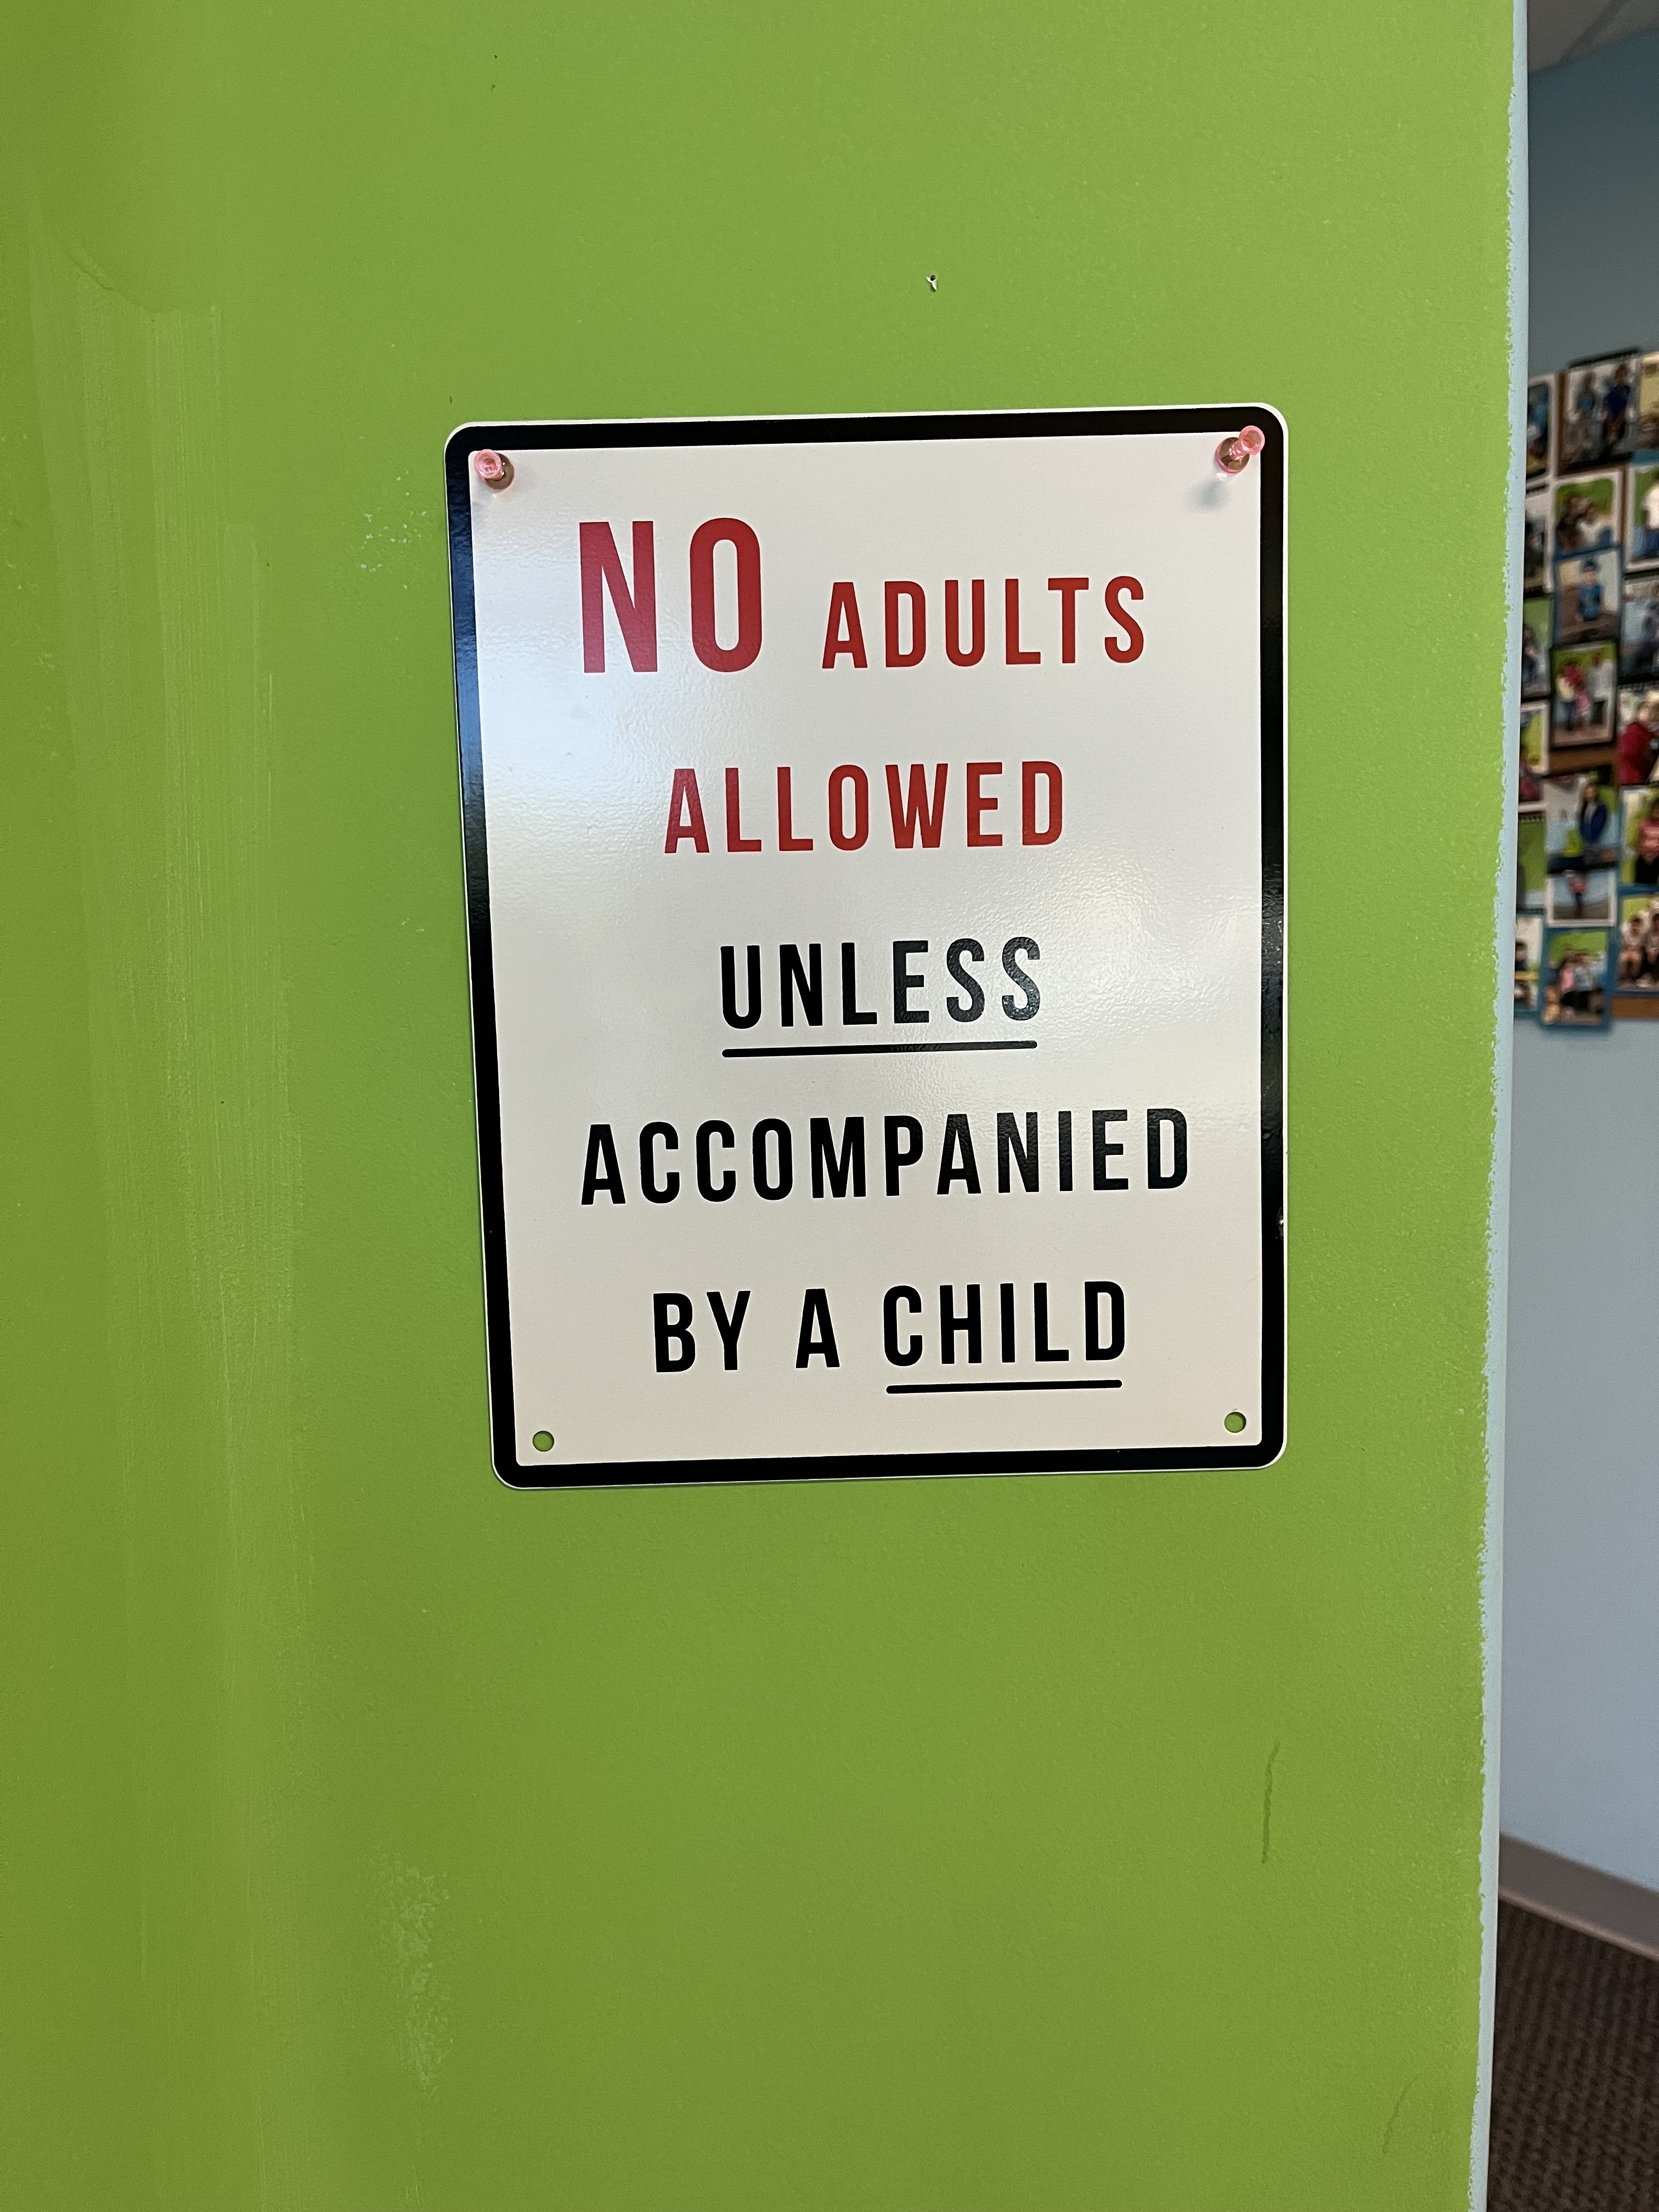 NO ADULTS
ALLOWED
UNLESS
ACCOMPANIED
BY A CHILD